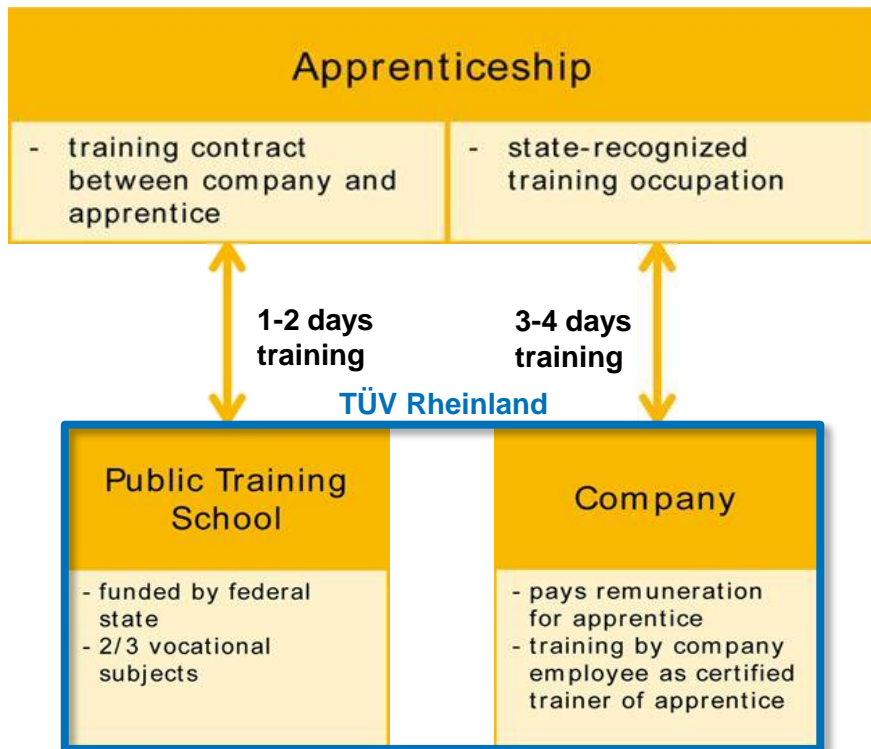 Apprenticeship
- training contract
between company and
apprentice
- state-recognized
training occupation
1-2 days
training
3-4 days
training
TÜV Rheinland
Public Training
School
- funded by federal
state
- 2/3 vocational
subjects
Company
- pays remuneration
for apprentice
- training by company
employee as certified
trainer of apprentice